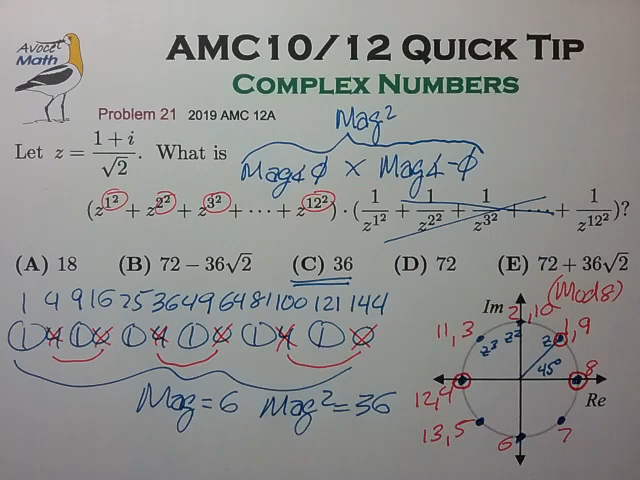 Avocet
Math
AMC10/12 QUICK TIP
COMPLEX NUMBERS
Problem 21 2019 AMC 12A
Mag²
Let z = (1+i)/√2. What is
Mag∡ϕ × Mag∡-ϕ
(z^{1²} + z^{2²} + z^{3²} + ⋯ + z^{12²}) · (1/z^{1²} + 1/z^{2²} + 1/z^{3²} + ⋯ + 1/z^{12²})?
(A) 18 (B) 72 − 36√2 (C) 36 (D) 72 (E) 72 + 36√2
1 4 9 16 25 36 49 64 81 100 121 144
(Mod 8)
1 4 1 0 1 4 1 0 1 4 1 0
Im
2,10
11,3
z³
z²
z
1,9
45°
8
12,4
Re
13,5
6
7
Mag=6 Mag²=36